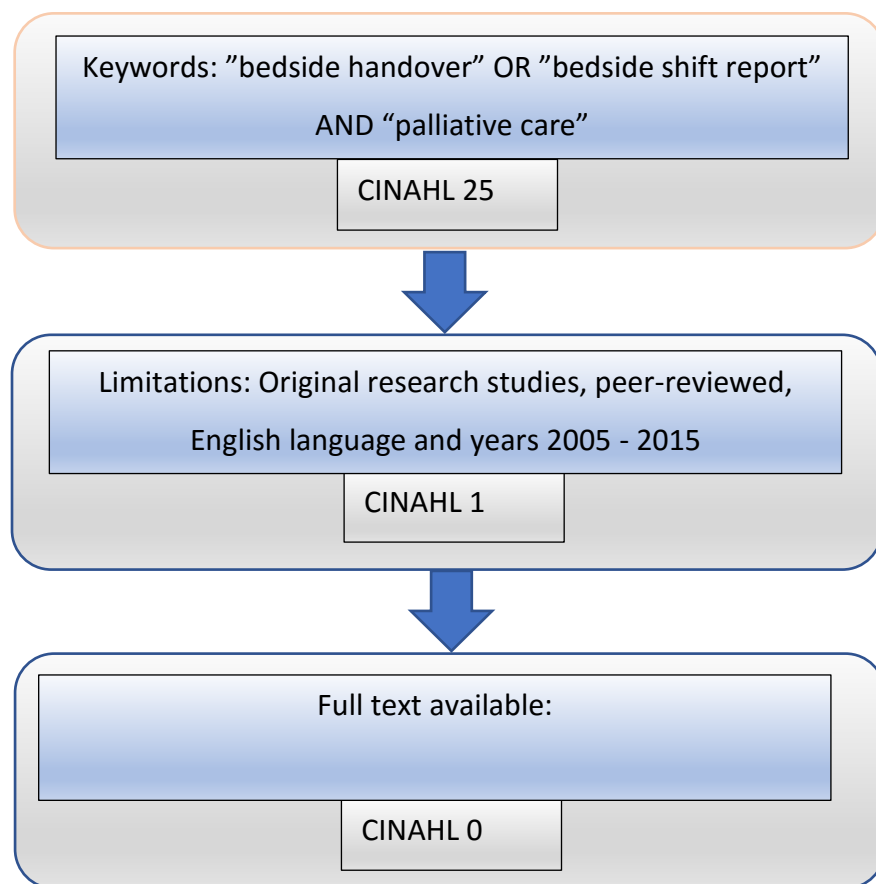 Keywords: ”bedside handover” OR ”bedside shift report”
AND “palliative care”
CINAHL 25
Limitations: Original research studies, peer-reviewed,
English language and years 2005 - 2015
CINAHL 1
Full text available:
CINAHL 0